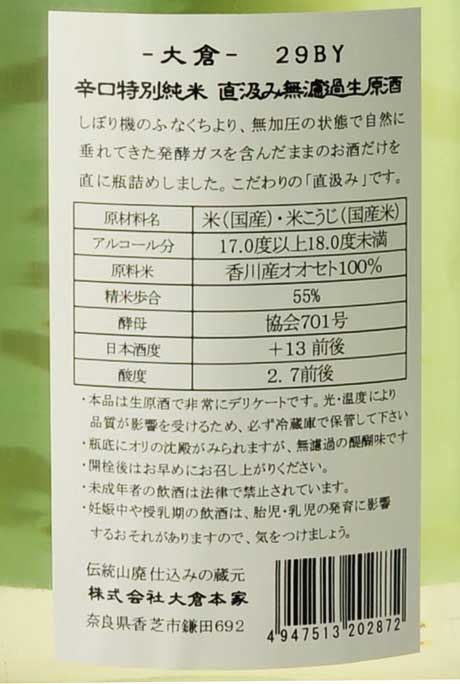 -大倉- 29BY
辛口特別純米 直汲み無濾過生原酒
しぼり機のふなくちより、無加圧の状態で自然に
垂れてきた発酵ガスを含んだままのお酒だけを
直に瓶詰めしました。こだわりの「直汲み」です。
原材料名 米(国産)・米こうじ(国産米)
アルコール分 17.0度以上18.0度未満
原料米 香川産オオセト100%
精米歩合 55%
酵母 協会701号
日本酒度 +13 前後
酸度 2.7前後
・本品は生原酒で非常にデリケートです。光・温度により
品質が影響を受けるため、必ず冷蔵庫で保管して下さい
・瓶底にオリの沈殿がみられますが、無濾過の醍醐味です
・開栓後はお早めにお召し上がりください。
・未成年者の飲酒は法律で禁止されています。
・妊娠中や授乳期の飲酒は、胎児・乳児の発育に影響
するおそれがありますので、気をつけましょう。
伝統山廃仕込みの蔵元
株式会社大倉本家
奈良県香芝市鎌田692
4947513202872